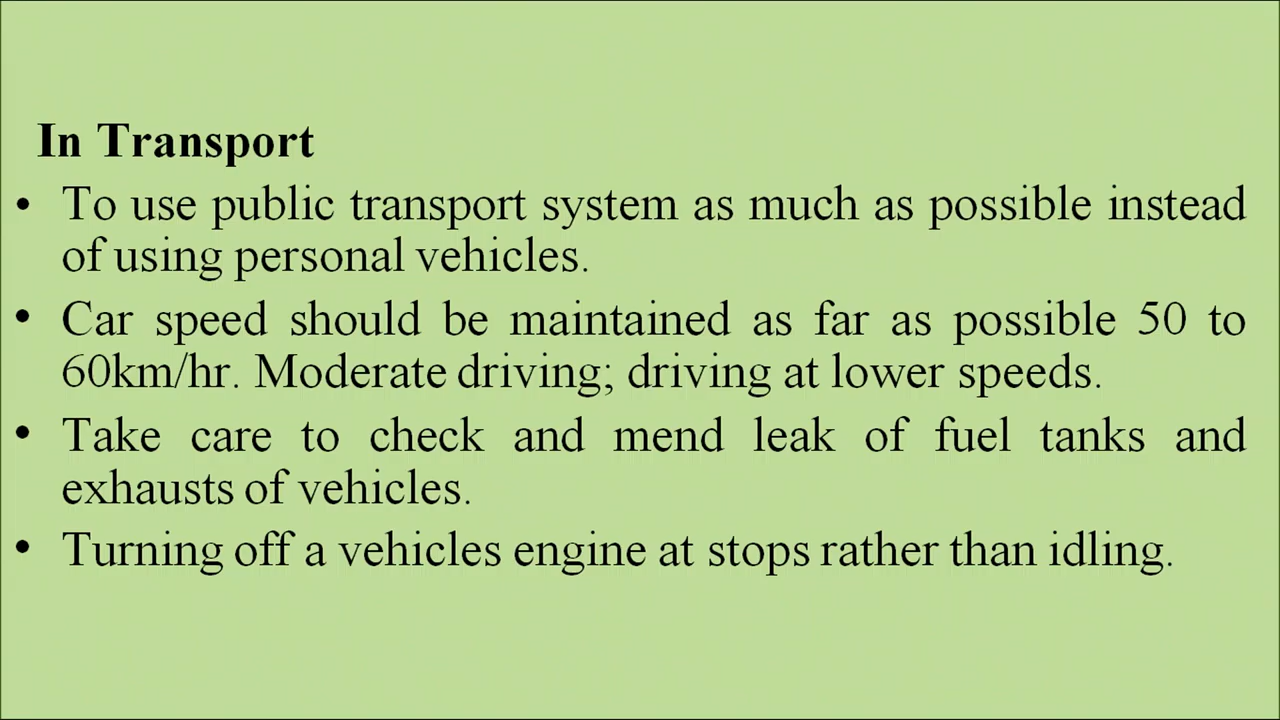 In Transport
• To use public transport system as much as possible instead
of using personal vehicles.
• Car speed should be maintained as far as possible 50 to
60km/hr. Moderate driving; driving at lower speeds.
• Take care to check and mend leak of fuel tanks and
exhausts of vehicles.
• Turning off a vehicles engine at stops rather than idling.